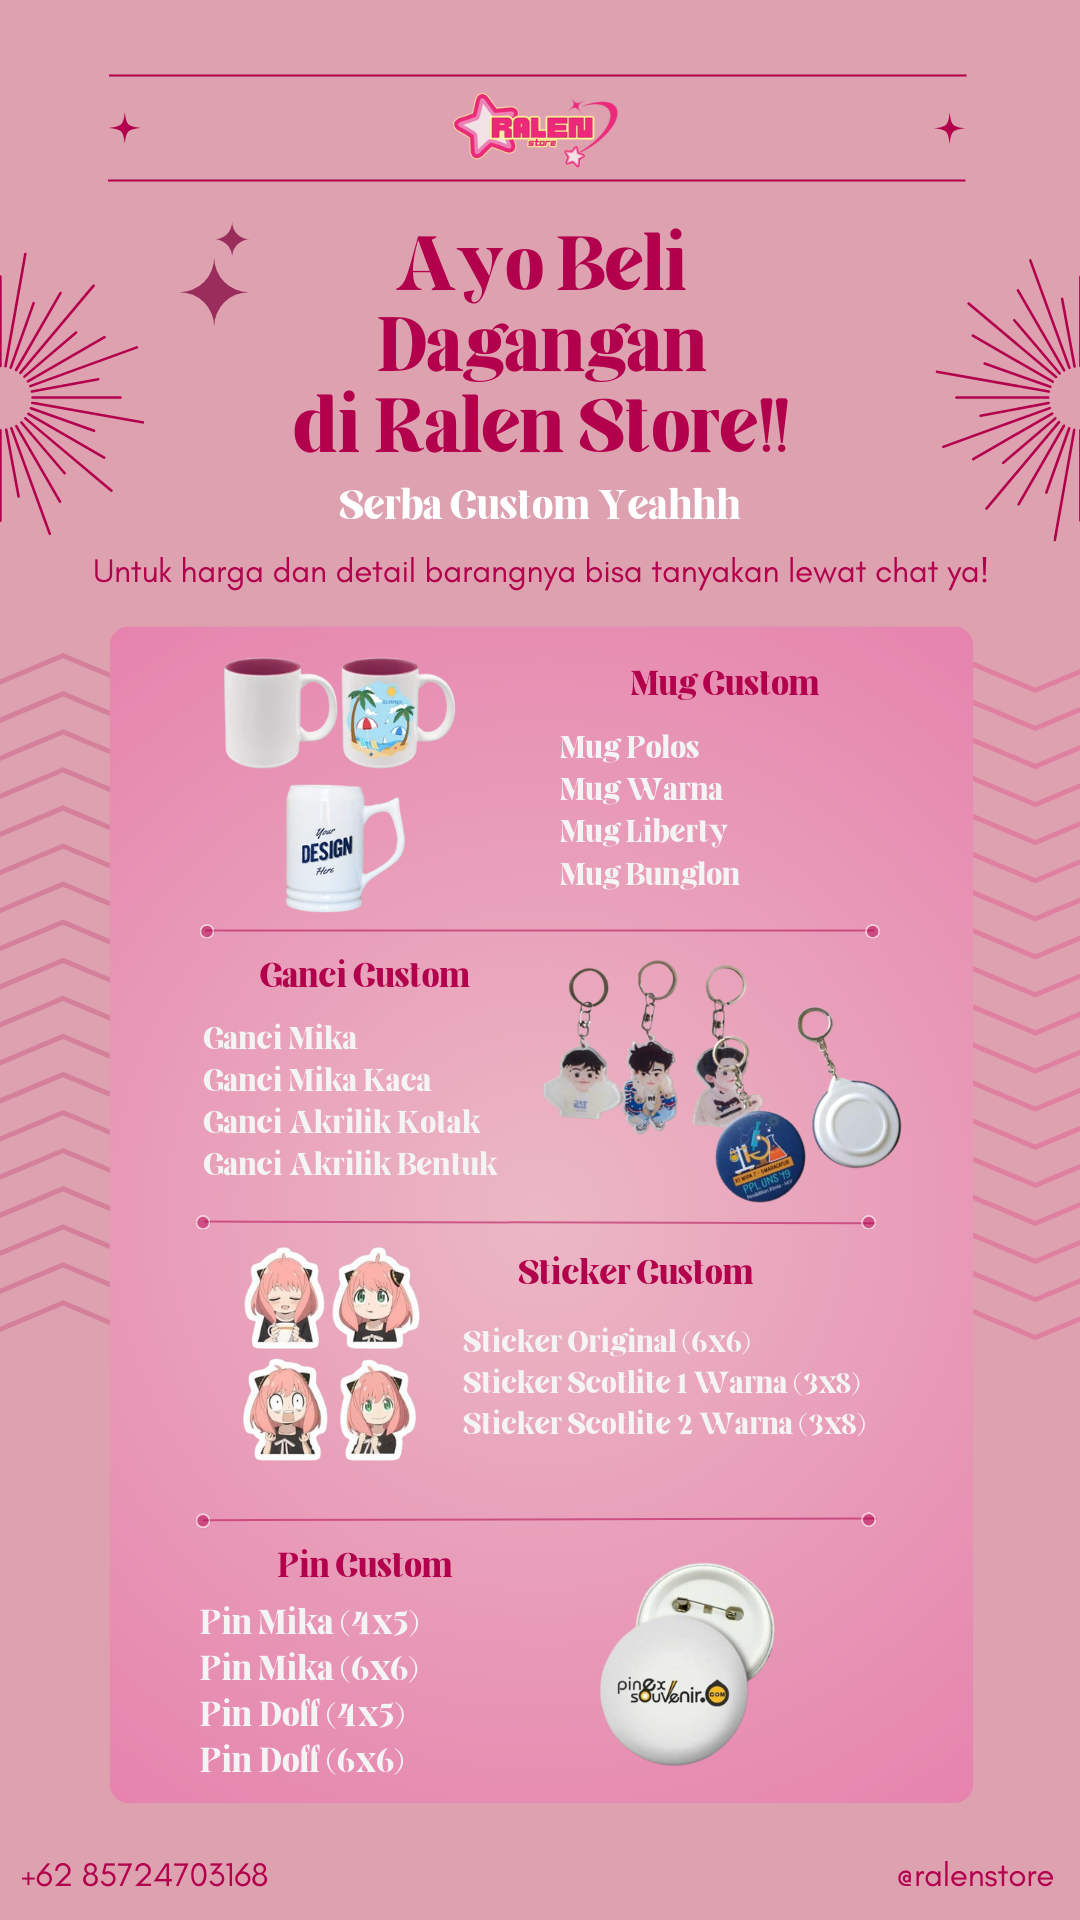 RALEN
store
Ayo Beli
Dagangan
di Ralen Store!!
Serba Custom Yeahhh
Untuk harga dan detail barangnya bisa tanyakan lewat chat ya!
SUMMER
Your
DESIGN
Here
Mug Custom
Mug Polos
Mug Warna
Mug Liberty
Mug Bunglon
Ganci Custom
Ganci Mika
Ganci Mika Kaca
Ganci Akrilik Kotak
Ganci Akrilik Bentuk
PPL UNS '19
Sticker Custom
Sticker Original (6x6)
Sticker Scotlite 1 Warna (3x8)
Sticker Scotlite 2 Warna (3x8)
Pin Custom
Pin Mika (4x5)
Pin Mika (6x6)
Pin Doff (4x5)
Pin Doff (6x6)
pinex
souvenir.com
+62 85724703168
@ralenstore